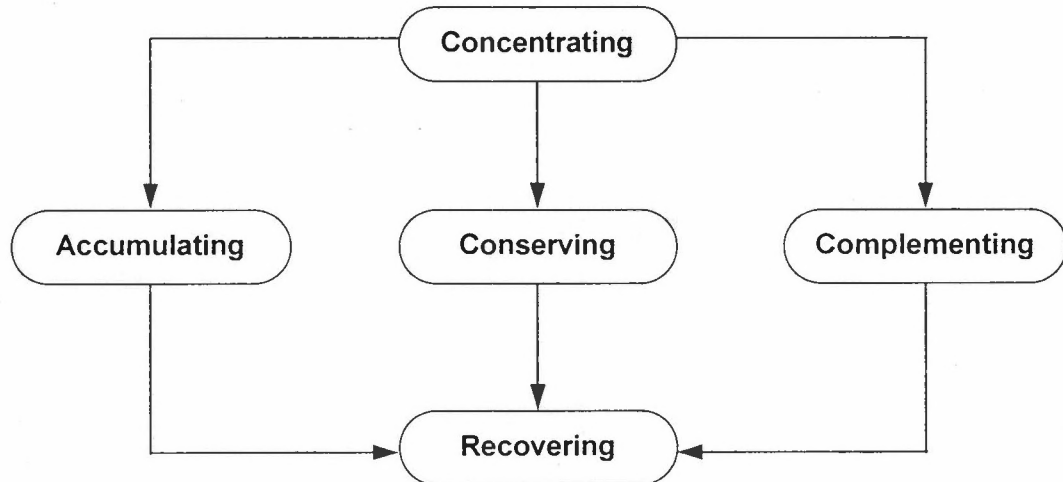 Concentrating
Accumulating
Conserving
Complementing
Recovering